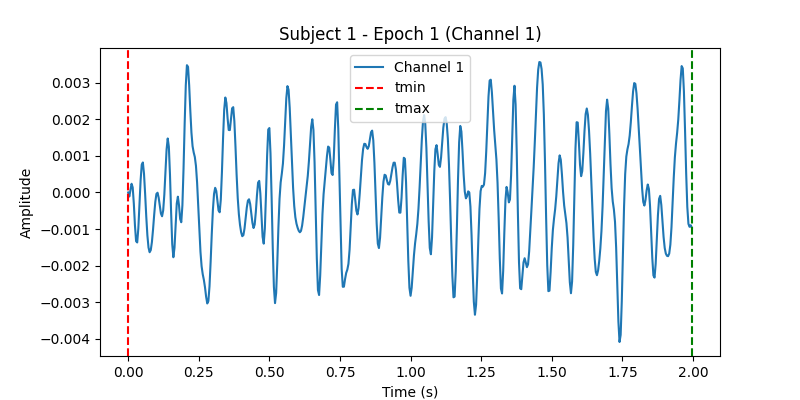 Subject 1 - Epoch 1 (Channel 1)
Channel 1
tmin
tmax
0.003
0.002
0.001
0.000
−0.001
−0.002
−0.003
−0.004
Amplitude
0.00 0.25 0.50 0.75 1.00 1.25 1.50 1.75 2.00
Time (s)